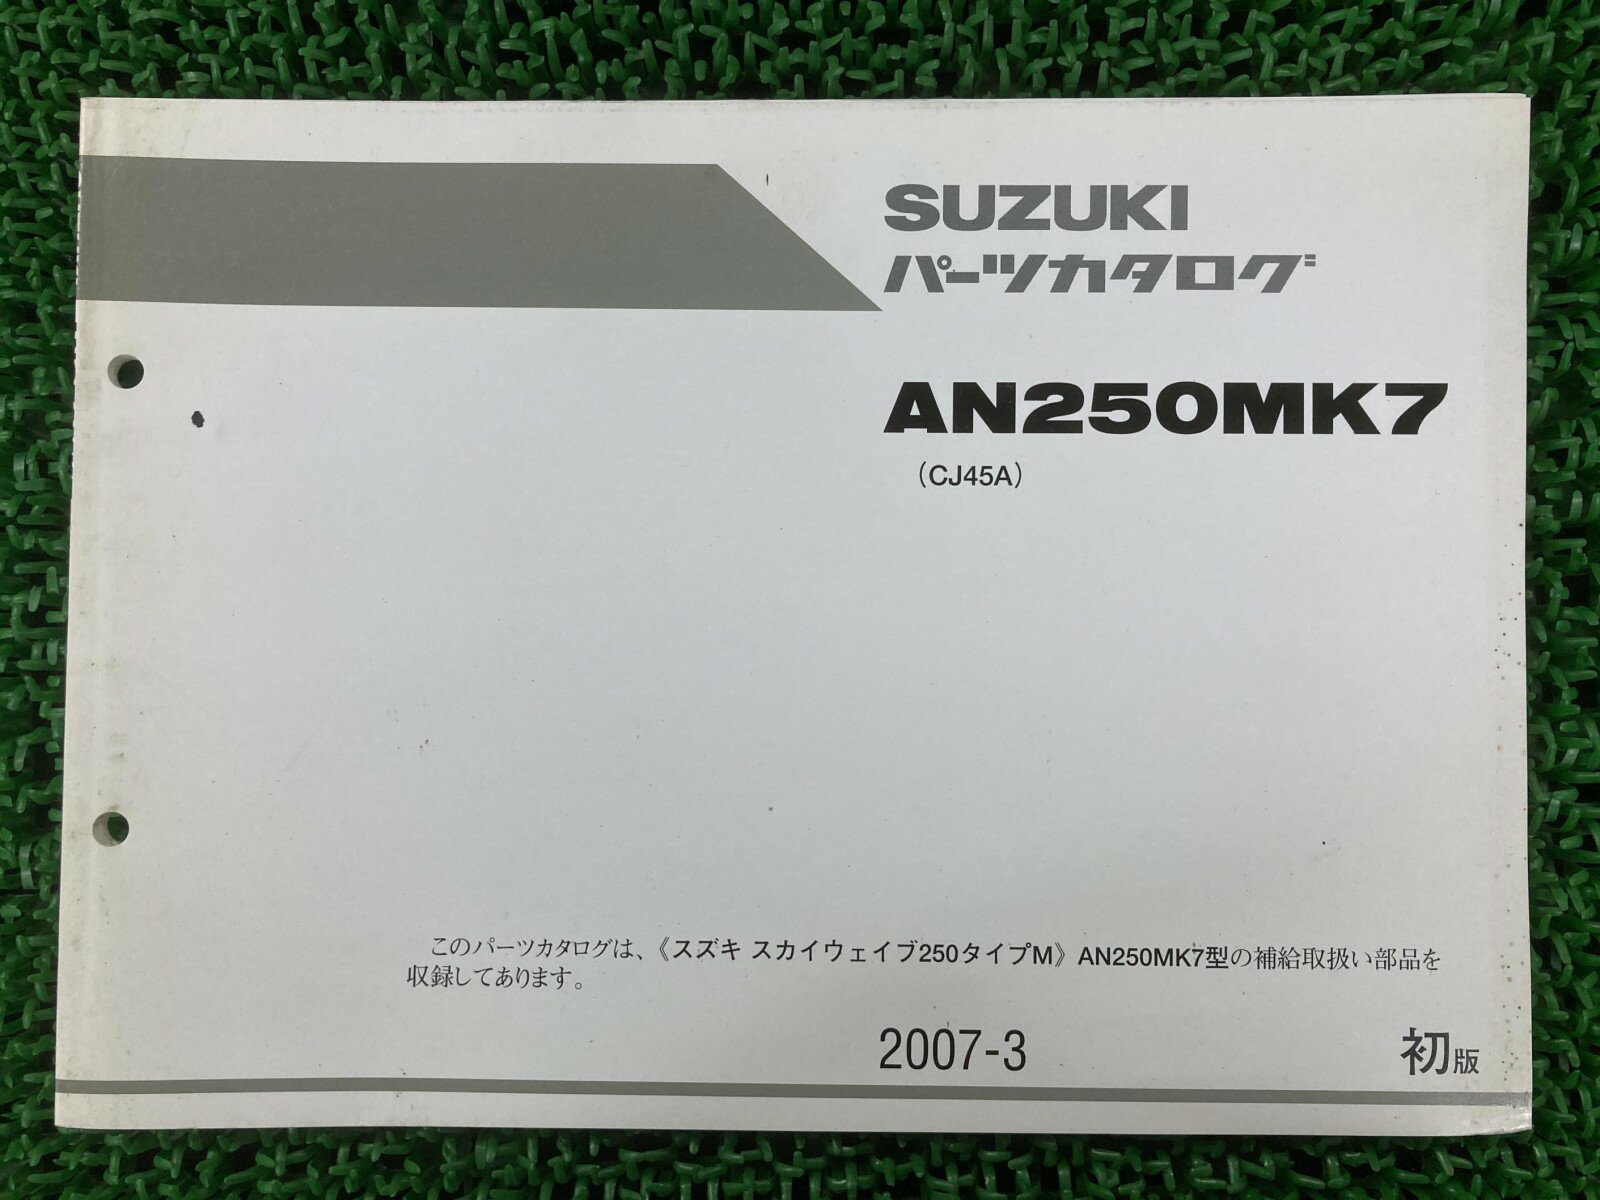 SUZUKI
パーツカタログ
AN250MK7
（CJ45A）
このパーツカタログは、《スズキ スカイウェイブ250タイプM》AN250MK7型の補給取扱い部品を
収録してあります。
2007-3
初版